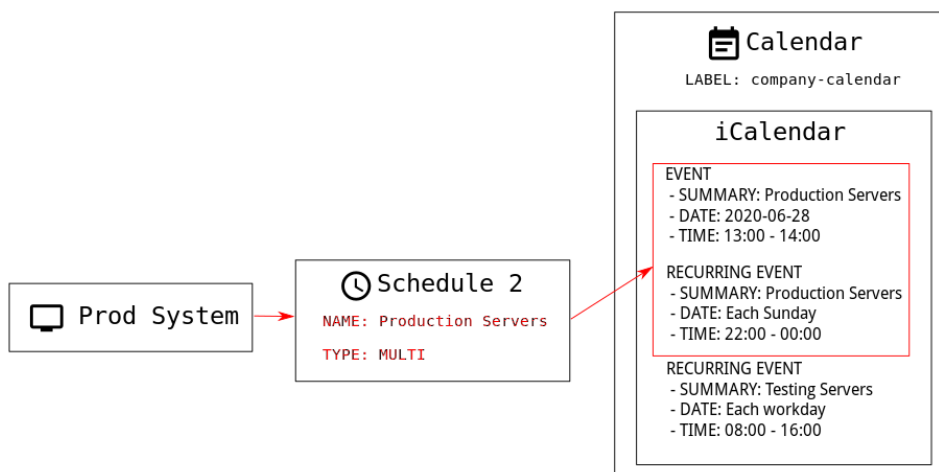 Calendar
LABEL: company-calendar
iCalendar
EVENT
- SUMMARY: Production Servers
- DATE: 2020-06-28
- TIME: 13:00 - 14:00
RECURRING EVENT
- SUMMARY: Production Servers
- DATE: Each Sunday
- TIME: 22:00 - 00:00
RECURRING EVENT
- SUMMARY: Testing Servers
- DATE: Each workday
- TIME: 08:00 - 16:00
Schedule 2
NAME: Production Servers
TYPE: MULTI
Prod System